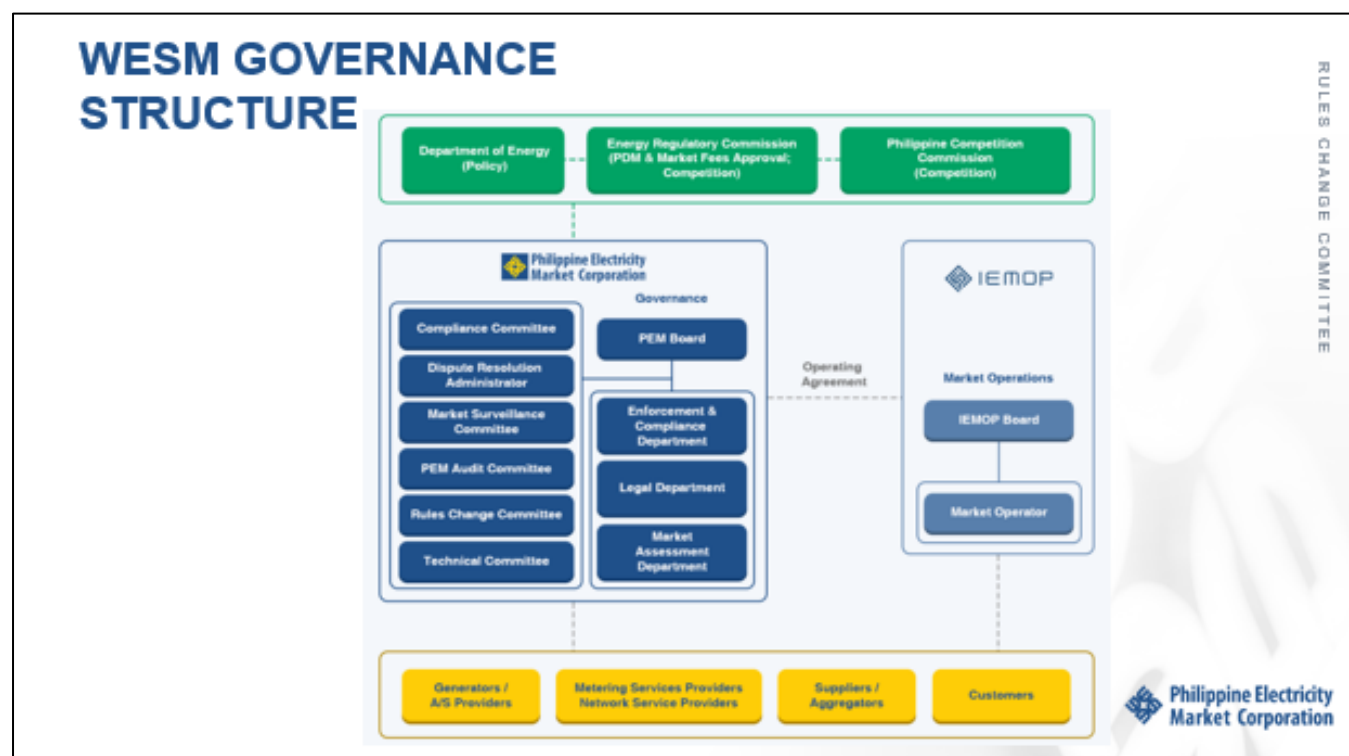 WESM GOVERNANCE
STRUCTURE
RULES CHANGE COMMITTEE
Department of Energy
(Policy)
Energy Regulatory Commission
(PDM & Market Fees Approval;
Competition)
Philippine Competition
Commission
(Competition)
Philippine Electricity
Market Corporation
Governance
Compliance Committee
Dispute Resolution
Administrator
Market Surveillance
Committee
PEM Audit Committee
Rules Change Committee
Technical Committee
PEM Board
Enforcement &
Compliance
Department
Legal Department
Market
Assessment
Department
Operating
Agreement
IEMOP
Market Operations
IEMOP Board
Market Operator
Generators /
A/S Providers
Metering Services Providers
Network Service Providers
Suppliers /
Aggregators
Customers
Philippine Electricity
Market Corporation